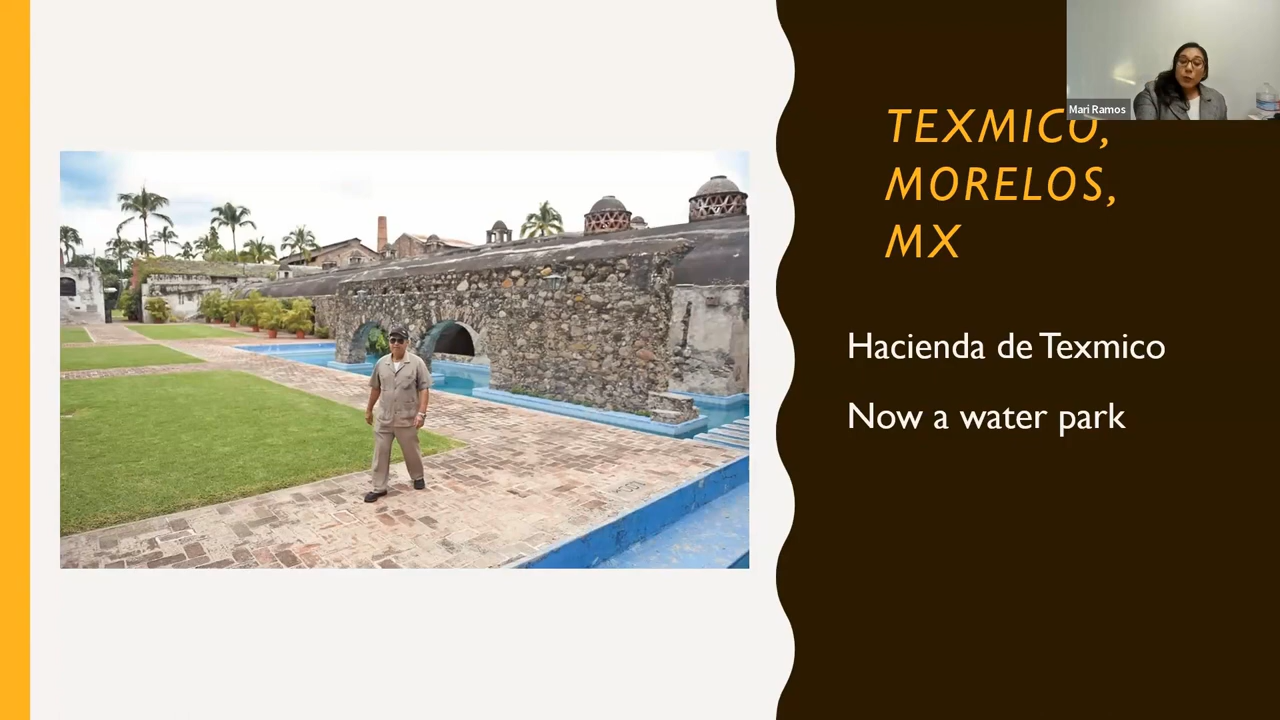 TEXMICO,
MORELOS,
MX
Hacienda de Texmico
Now a water park
Mari Ramos